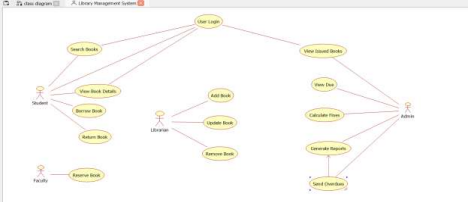 class diagram
Library Management System
User Login
Search Books
View Issued Books
View Book Details
View Due
Add Book
Student
Admin
Borrow Book
Calculate Fines
Update Book
Librarian
Return Book
Generate Reports
Remove Book
Reserve Book
Faculty
Send Overdues